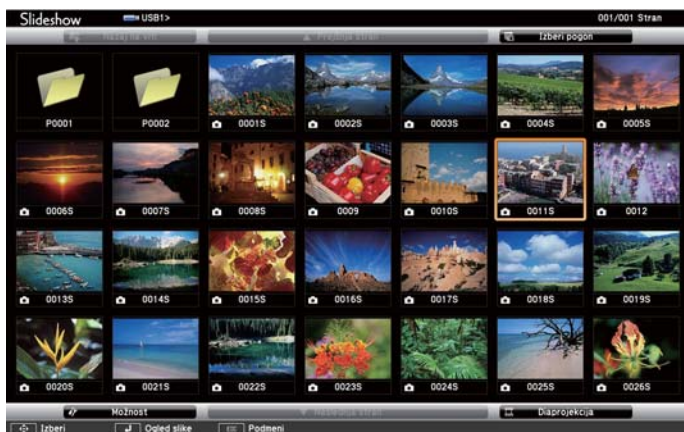 Slideshow USB1> 001/001 Stran
Nazaj na vrh Prejšnja stran Izberi pogon
P0001 P0002 0001S 0002S 0003S 0004S 0005S
0006S 0007S 0008S 0009 0010S 0011S 0012
0013S 0014S 0015S 0016S 0017S 0018S 0019S
0020S 0021S 0022S 0023S 0024S 0025S 0026S
Možnost Naslednja stran Diaprojekcija
Izberi Ogled slike Podmeni